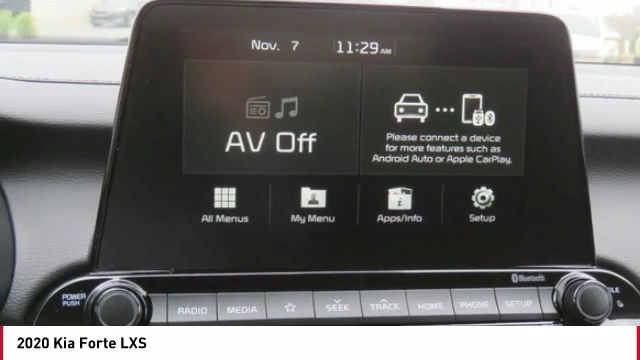 Nov. 7 11:29 AM
AV Off
Please connect a device
for more features such as
Android Auto or Apple CarPlay.
All Menus My Menu Apps/Info Setup
Bluetooth
POWER
PUSH
RADIO MEDIA SEEK TRACK HOME PHONE SETUP
2020 Kia Forte LXS